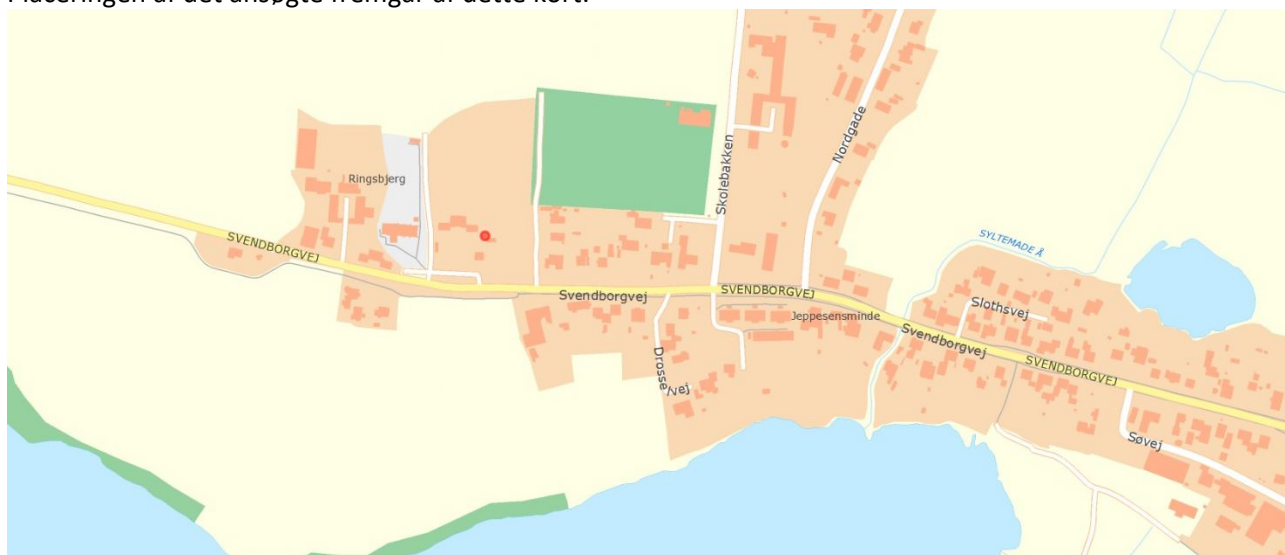 Placeringen af det ansøgte fremgår af dette kort:
Skolebakken
Nordgade
Ringsbjerg
SVENDBORGVEJ
SYLTEMADE Å
Svendborgvej
SVENDBORGVEJ
Slothsvej
Jeppesensminde
Svendborgvej
SVENDBORGVEJ
Drosse Vej
Søvej